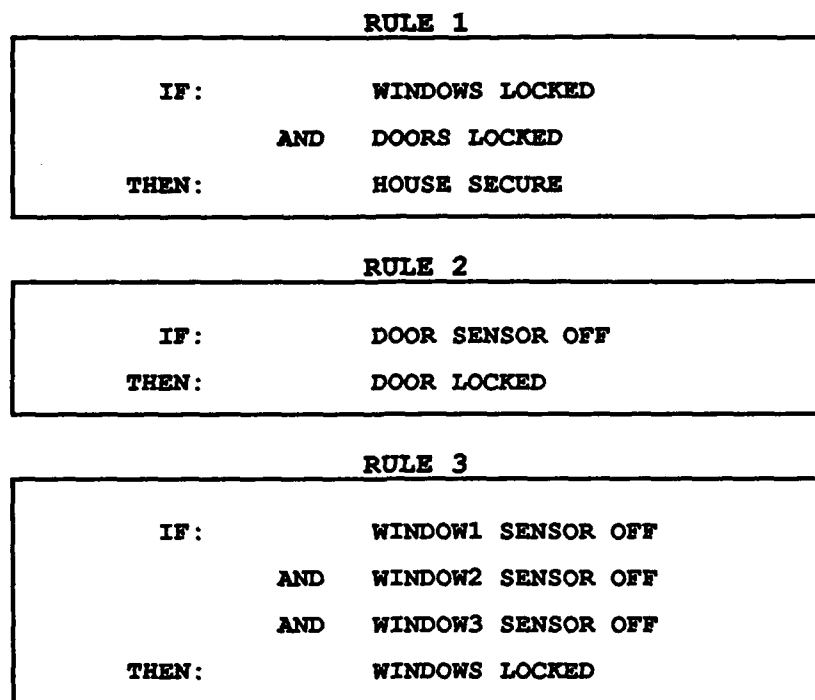 RULE 1
IF: WINDOWS LOCKED
AND DOORS LOCKED
THEN: HOUSE SECURE
RULE 2
IF: DOOR SENSOR OFF
THEN: DOOR LOCKED
RULE 3
IF: WINDOW1 SENSOR OFF
AND WINDOW2 SENSOR OFF
AND WINDOW3 SENSOR OFF
THEN: WINDOWS LOCKED